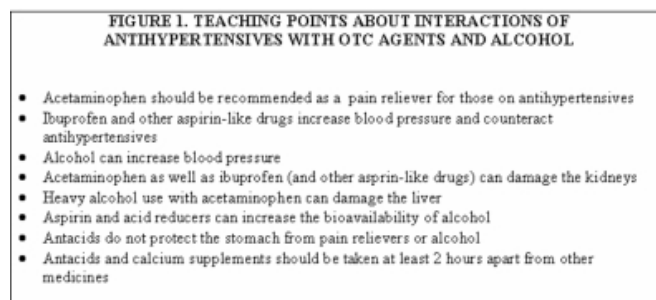 FIGURE 1. TEACHING POINTS ABOUT INTERACTIONS OF
ANTIHYPERTENSIVES WITH OTC AGENTS AND ALCOHOL
• Acetaminophen should be recommended as a pain reliever for those on antihypertensives
• Ibuprofen and other aspirin-like drugs increase blood pressure and counteract
antihypertensives
• Alcohol can increase blood pressure
• Acetaminophen as well as ibuprofen (and other asprin-like drugs) can damage the kidneys
• Heavy alcohol use with acetaminophen can damage the liver
• Aspirin and acid reducers can increase the bioavailability of alcohol
• Antacids do not protect the stomach from pain relievers or alcohol
• Antacids and calcium supplements should be taken at least 2 hours apart from other
medicines